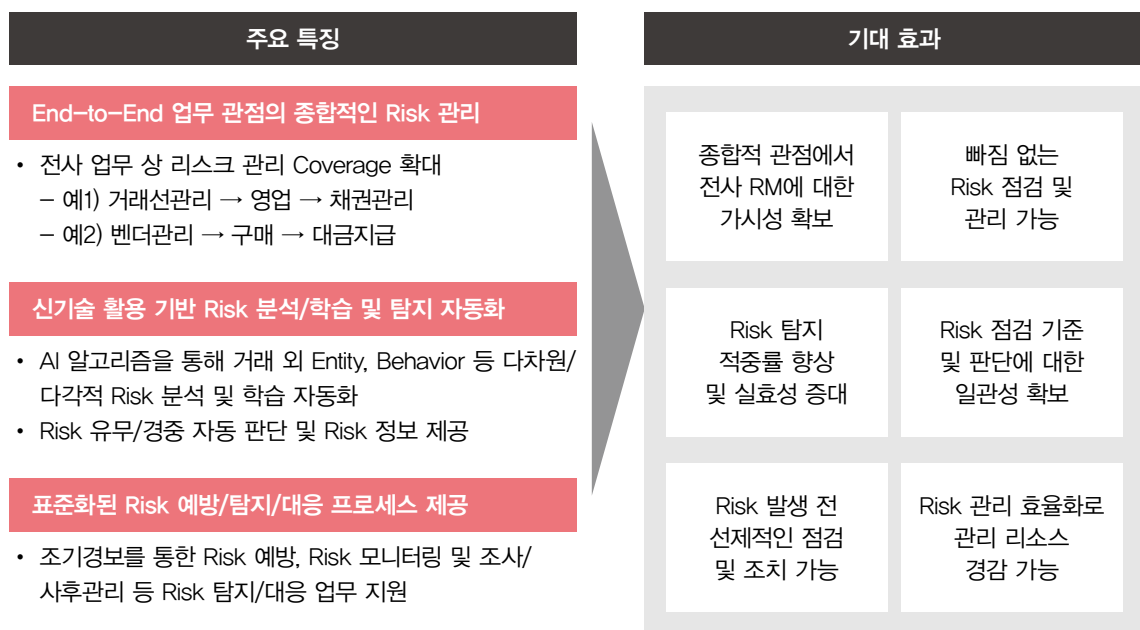 주요 특징
End-to-End 업무 관점의 종합적인 Risk 관리
• 전사 업무 상 리스크 관리 Coverage 확대
– 예1) 거래선관리 → 영업 → 채권관리
– 예2) 벤더관리 → 구매 → 대금지급
신기술 활용 기반 Risk 분석/학습 및 탐지 자동화
• AI 알고리즘을 통해 거래 외 Entity, Behavior 등 다차원/
다각적 Risk 분석 및 학습 자동화
• Risk 유무/경중 자동 판단 및 Risk 정보 제공
표준화된 Risk 예방/탐지/대응 프로세스 제공
• 조기경보를 통한 Risk 예방, Risk 모니터링 및 조사/
사후관리 등 Risk 탐지/대응 업무 지원
기대 효과
종합적 관점에서
전사 RM에 대한
가시성 확보
빠짐 없는
Risk 점검 및
관리 가능
Risk 탐지
적중률 향상
및 실효성 증대
Risk 점검 기준
및 판단에 대한
일관성 확보
Risk 발생 전
선제적인 점검
및 조치 가능
Risk 관리 효율화로
관리 리소스
경감 가능